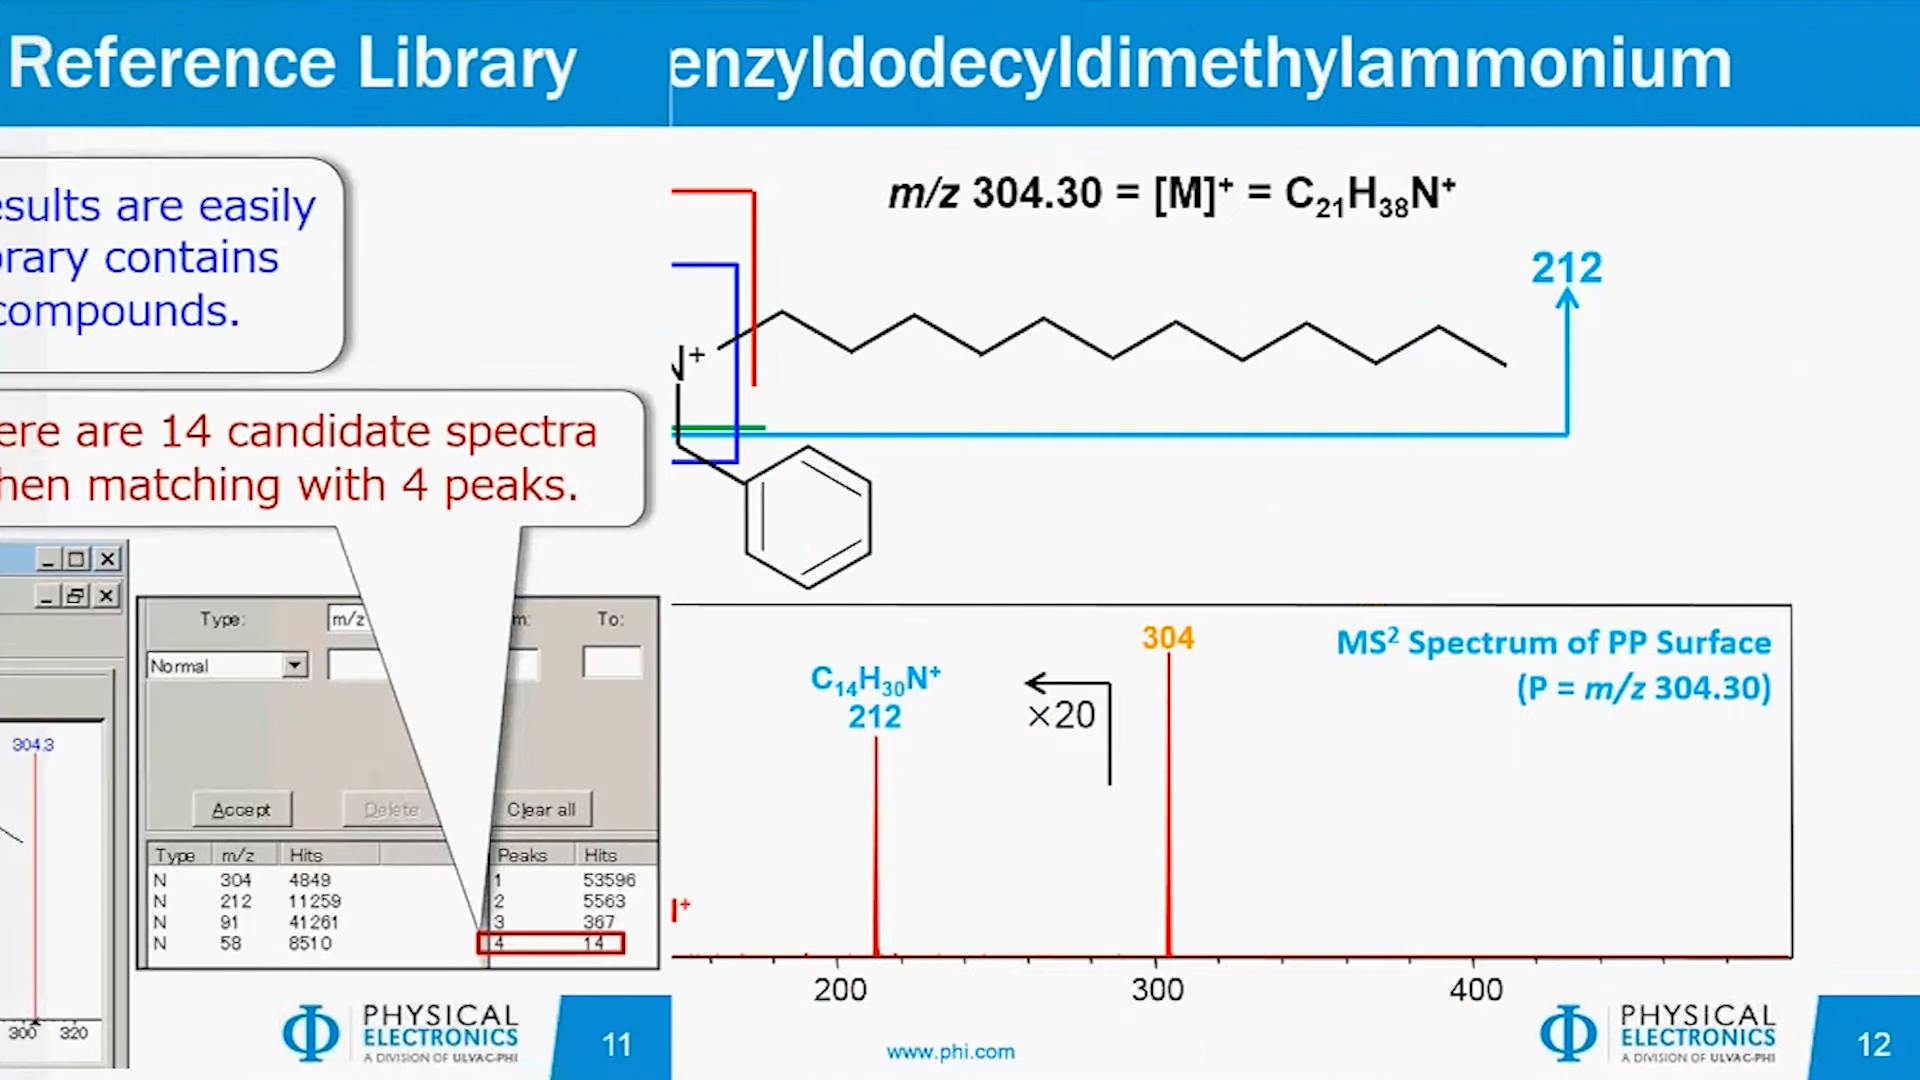 Reference Library
esults are easily
brary contains
compounds.
ere are 14 candidate spectra
hen matching with 4 peaks.
Type: m/z m: To:
Normal
Accept Delete Clear all
Type m/z Hits
N 304 4849
N 212 11259
N 91 41261
N 58 8510
Peaks Hits
1 53596
2 5563
3 367
4 14
304.3
300 320
PHYSICAL
ELECTRONICS
A DIVISION OF ULVAC-PHI
11
enzyldodecyldimethylammonium
m/z 304.30 = [M]⁺ = C₂₁H₃₈N⁺
212
N⁺
304
MS² Spectrum of PP Surface
(P = m/z 304.30)
C₁₄H₃₀N⁺
212
×20
200 300 400
www.phi.com
PHYSICAL
ELECTRONICS
A DIVISION OF ULVAC-PHI
12